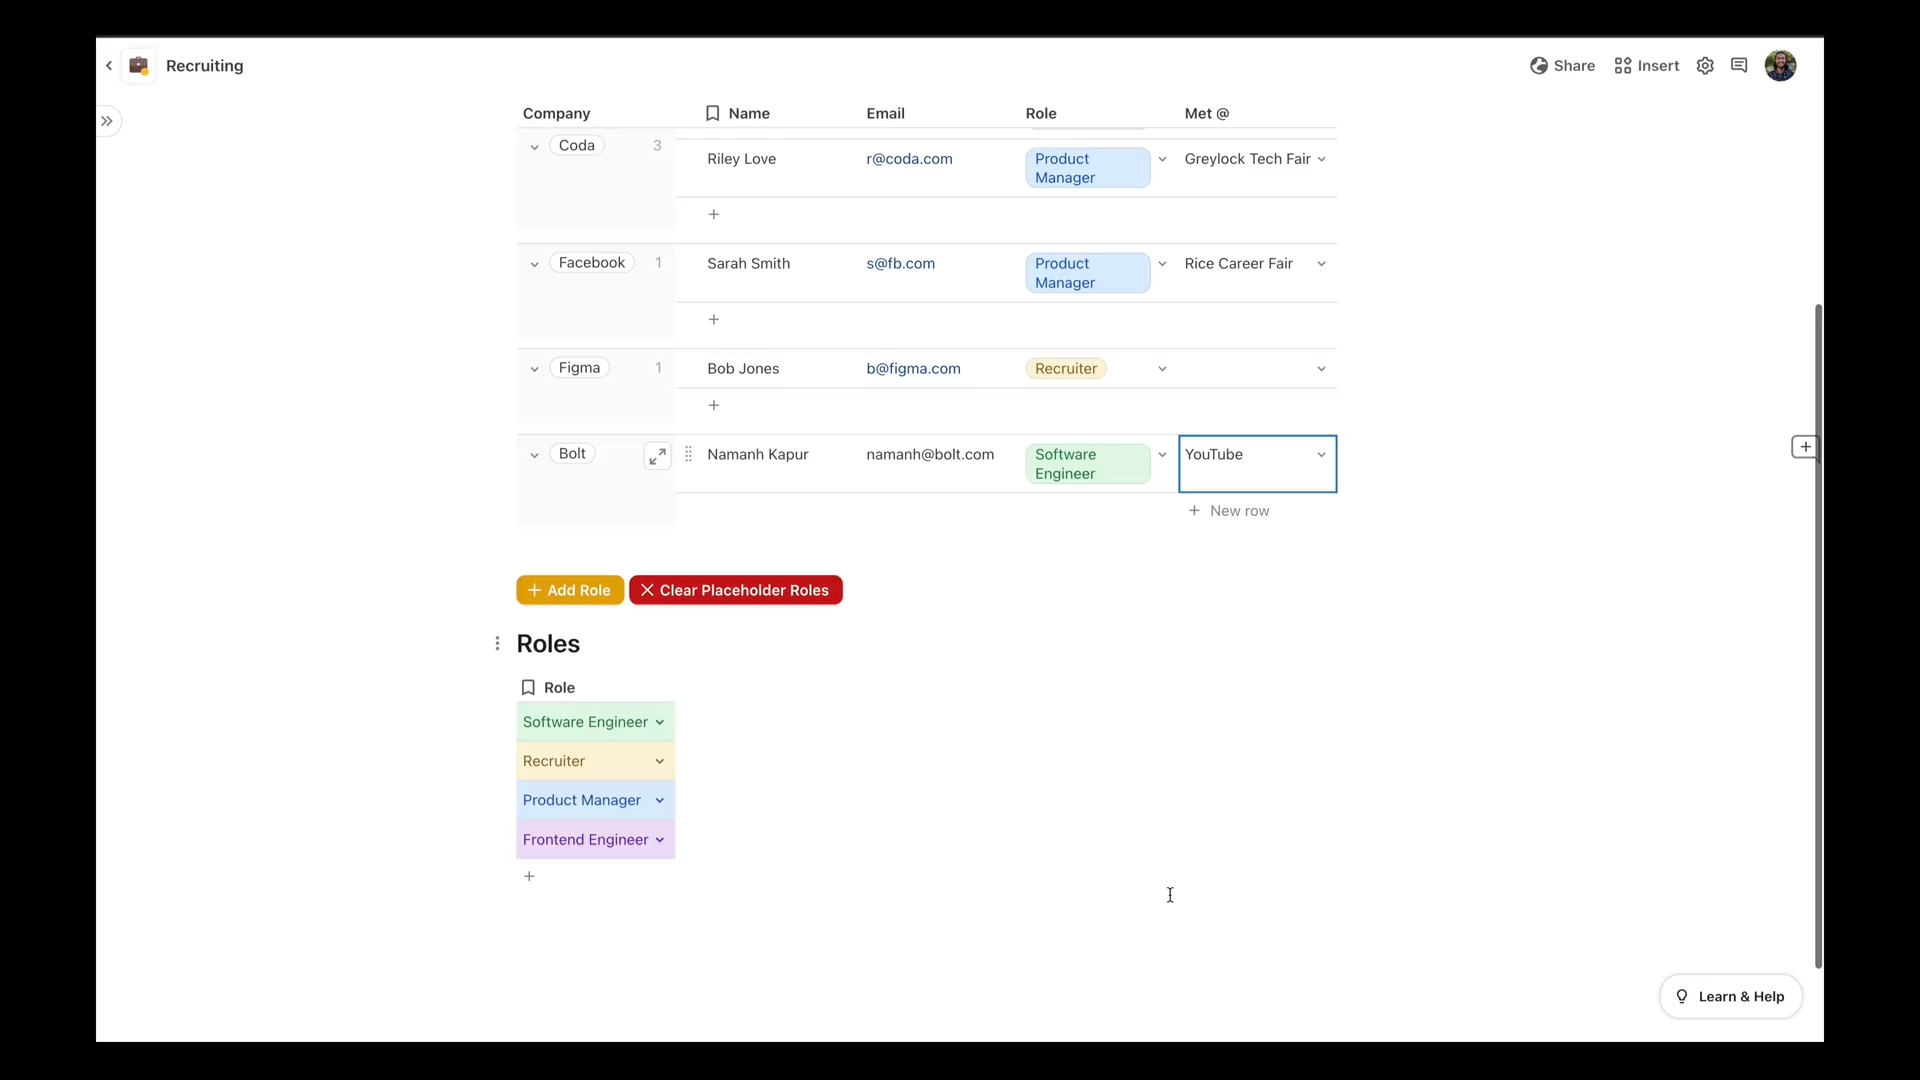 Recruiting
Share
Insert
Company
Name
Email
Role
Met @
Coda
3
Riley Love
r@coda.com
Product
Manager
Greylock Tech Fair
Facebook
1
Sarah Smith
s@fb.com
Product
Manager
Rice Career Fair
Figma
1
Bob Jones
b@figma.com
Recruiter
Bolt
Namanh Kapur
namanh@bolt.com
Software
Engineer
YouTube
New row
Add Role
Clear Placeholder Roles
Roles
Role
Software Engineer
Recruiter
Product Manager
Frontend Engineer
Learn & Help